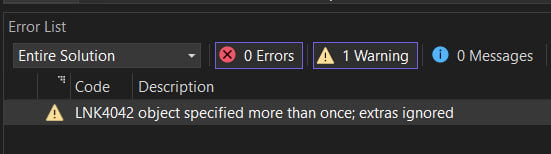 Error List
Entire Solution 0 Errors 1 Warning 0 Messages
Code Description
LNK4042 object specified more than once; extras ignored